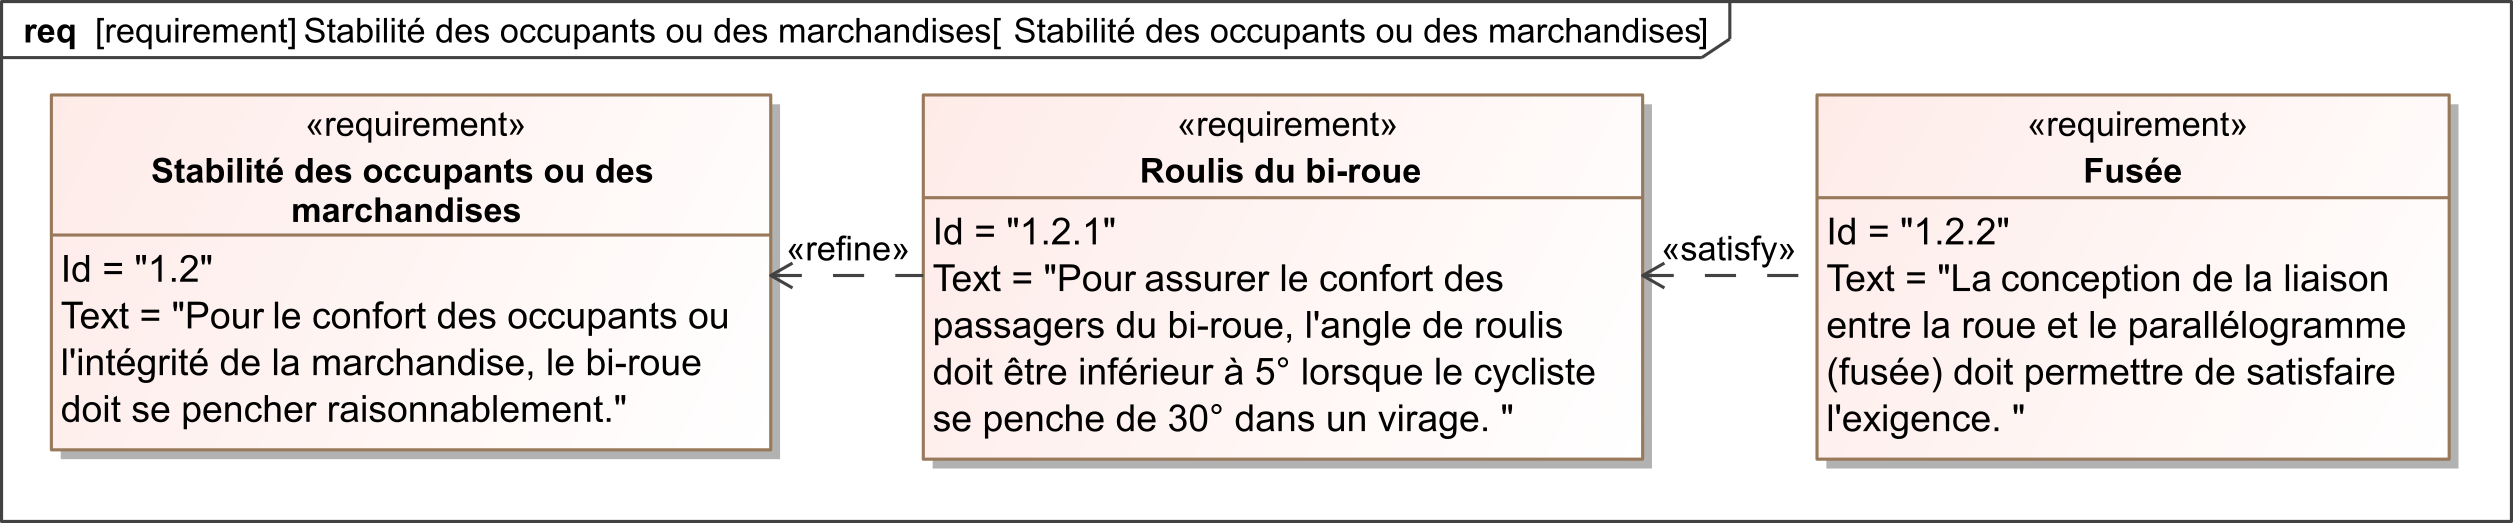 req [requirement] Stabilité des occupants ou des marchandises[ Stabilité des occupants ou des marchandises]
«requirement»
Stabilité des occupants ou des
marchandises
Id = "1.2"
Text = "Pour le confort des occupants ou
l'intégrité de la marchandise, le bi-roue
doit se pencher raisonnablement."
«refine»
«requirement»
Roulis du bi-roue
Id = "1.2.1"
Text = "Pour assurer le confort des
passagers du bi-roue, l'angle de roulis
doit être inférieur à 5° lorsque le cycliste
se penche de 30° dans un virage. "
«satisfy»
«requirement»
Fusée
Id = "1.2.2"
Text = "La conception de la liaison
entre la roue et le parallélogramme
(fusée) doit permettre de satisfaire
l'exigence. "